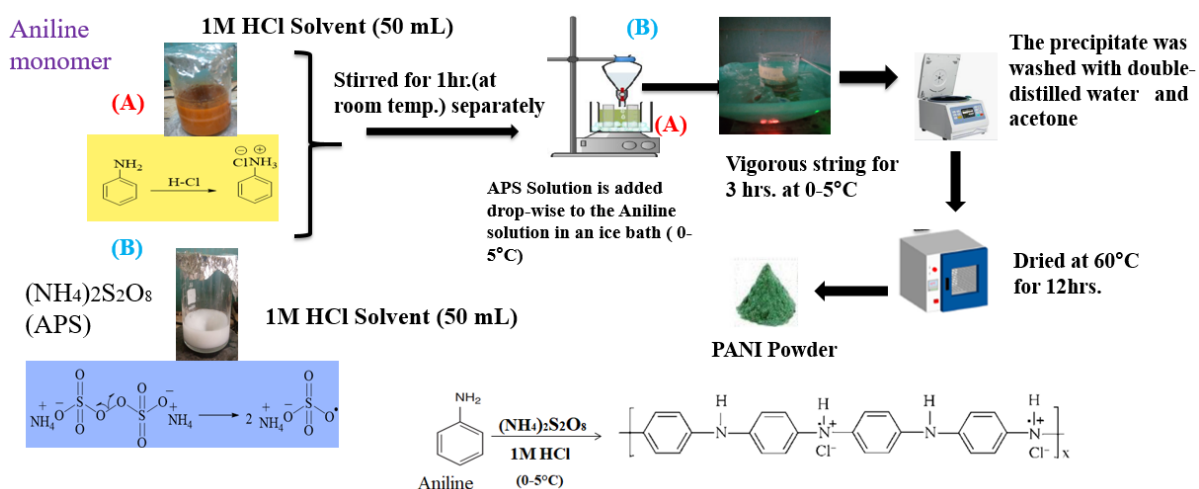 Aniline
monomer
1M HCl Solvent (50 mL)
(A)
NH₂
H-Cl
⊖ ⊕
ClNH₃
(B)
(NH₄)2S₂O₈
(APS)
1M HCl Solvent (50 mL)
O O
NH₄⁺ ⁻O S O O S O⁻ NH₄⁺
O O
2 NH₄⁺ ⁻O S O•
O
O
Stirred for 1hr.(at
room temp.) separately
(B)
(A)
APS Solution is added
drop-wise to the Aniline
solution in an ice bath ( 0-
5°C)
Vigorous string for
3 hrs. at 0-5°C
The precipitate was
washed with double-
distilled water and
acetone
Dried at 60°C
for 12hrs.
PANI Powder
NH₂
Aniline
(NH₄)₂S₂O₈
1M HCl
(0-5°C)
H H H H
N N•⁺ N N•⁺
Cl⁻ Cl⁻ x